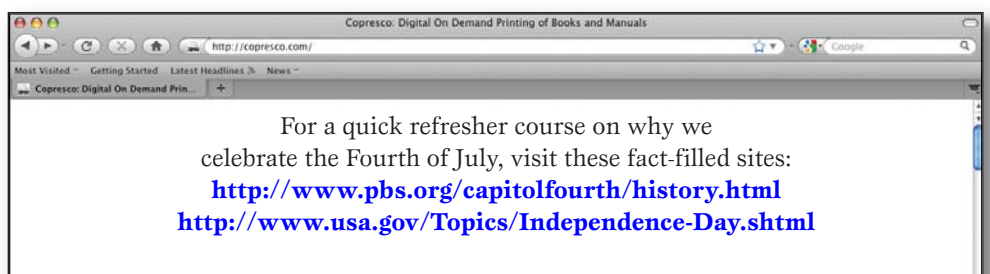 Copresco: Digital On Demand Printing of Books and Manuals
http://copresco.com/
Google
Most Visited Getting Started Latest Headlines News
Copresco: Digital On Demand Prin... +
For a quick refresher course on why we
celebrate the Fourth of July, visit these fact-filled sites:
http://www.pbs.org/capitolfourth/history.html
http://www.usa.gov/Topics/Independence-Day.shtml